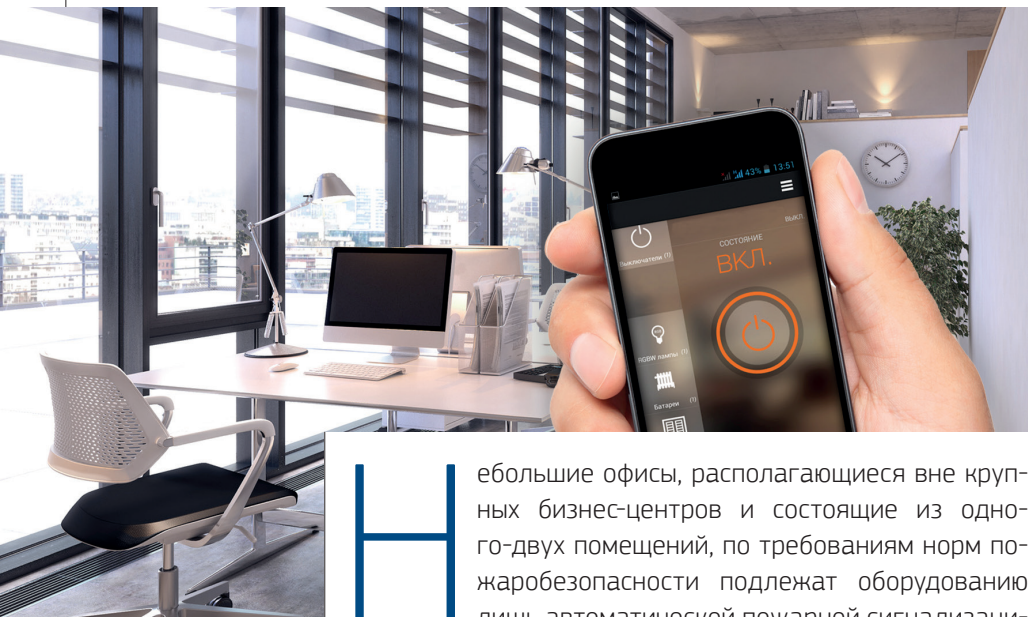 43% 13:51
ВЫКЛ
СОСТОЯНИЕ
ВКЛ.
Выключатели (1)
RGBW лампы (1)
Батареи (1)
Небольшие офисы, располагающиеся вне круп-
ных бизнес-центров и состоящие из одно-
го-двух помещений, по требованиям норм по-
жаробезопасности подлежат оборудованию
лишь автоматической пожарной сигнализаци-